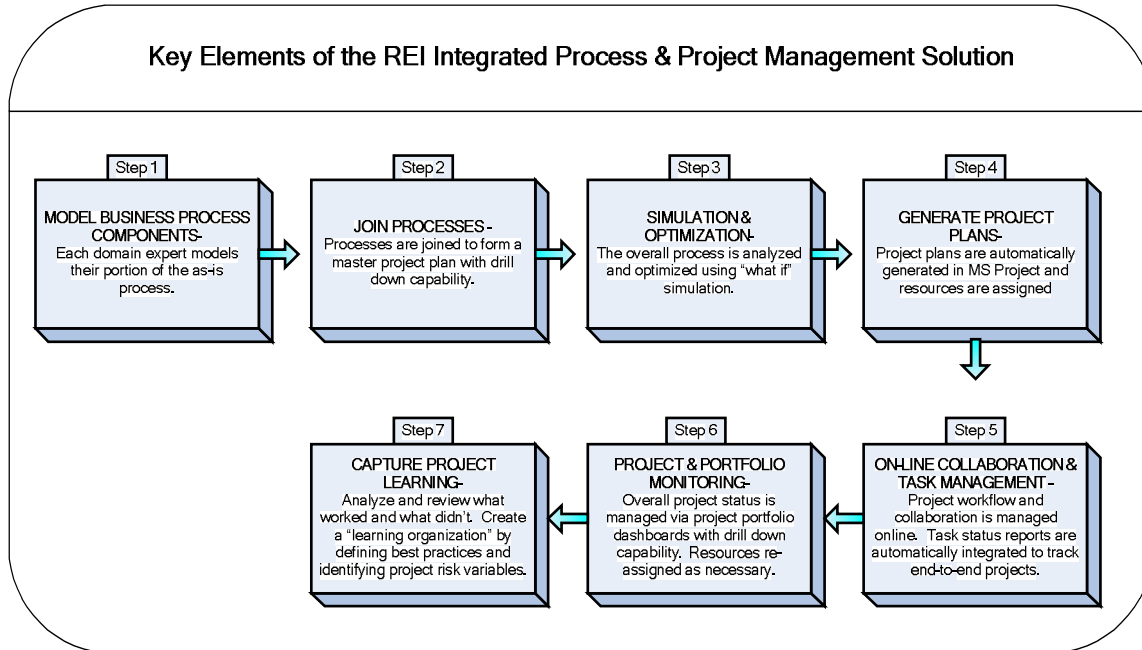 Key Elements of the REI Integrated Process & Project Management Solution
Step 1
MODEL BUSINESS PROCESS
COMPONENTS-
Each domain expert models
their portion of the as-is
process.
Step 2
JOIN PROCESSES -
Processes are joined to form a
master project plan with drill
down capability.
Step 3
SIMULATION &
OPTIMIZATION-
The overall process is analyzed
and optimized using "what if"
simulation.
Step 4
GENERATE PROJECT
PLANS-
Project plans are automatically
generated in MS Project and
resources are assigned
Step 5
ON-LINE COLLABORATION &
TASK MANAGEMENT -
Project workflow and
collaboration is managed
online. Task status reports are
automatically integrated to track
end-to-end projects.
Step 6
PROJECT & PORTFOLIO
MONITORING-
Overall project status is
managed via project portfolio
dashboards with drill down
capability. Resources re-
assigned as necessary.
Step 7
CAPTURE PROJECT
LEARNING-
Analyze and review what
worked and what didn't. Create
a "learning organization" by
defining best practices and
identifying project risk variables.